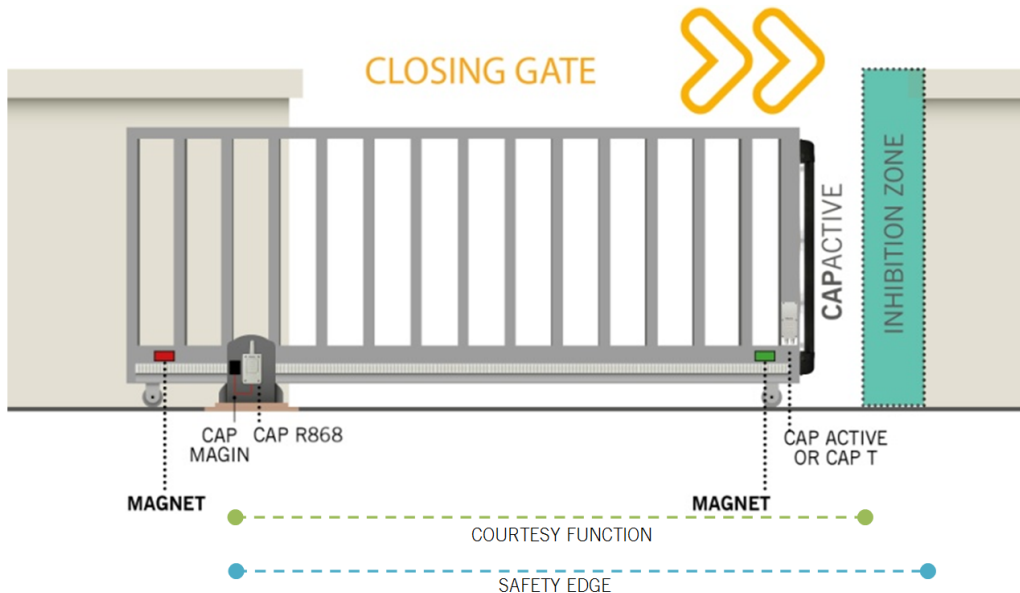 CLOSING GATE
CAPACTIVE
INHIBITION ZONE
CAP
MAGIN
CAP R868
CAP ACTIVE
OR CAP T
MAGNET
MAGNET
COURTESY FUNCTION
SAFETY EDGE